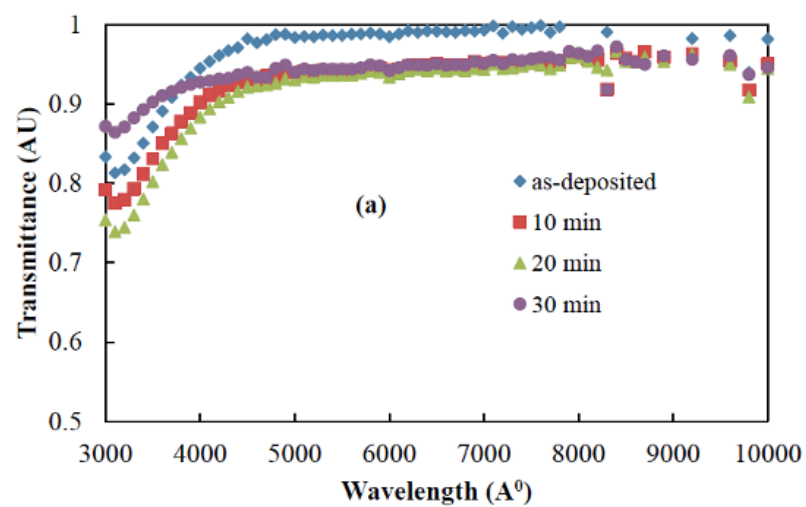 1
0.9
0.8
0.7
0.6
0.5
Transmittance (AU)
(a)
as-deposited
10 min
20 min
30 min
3000 4000 5000 6000 7000 8000 9000 10000
Wavelength (A⁰)